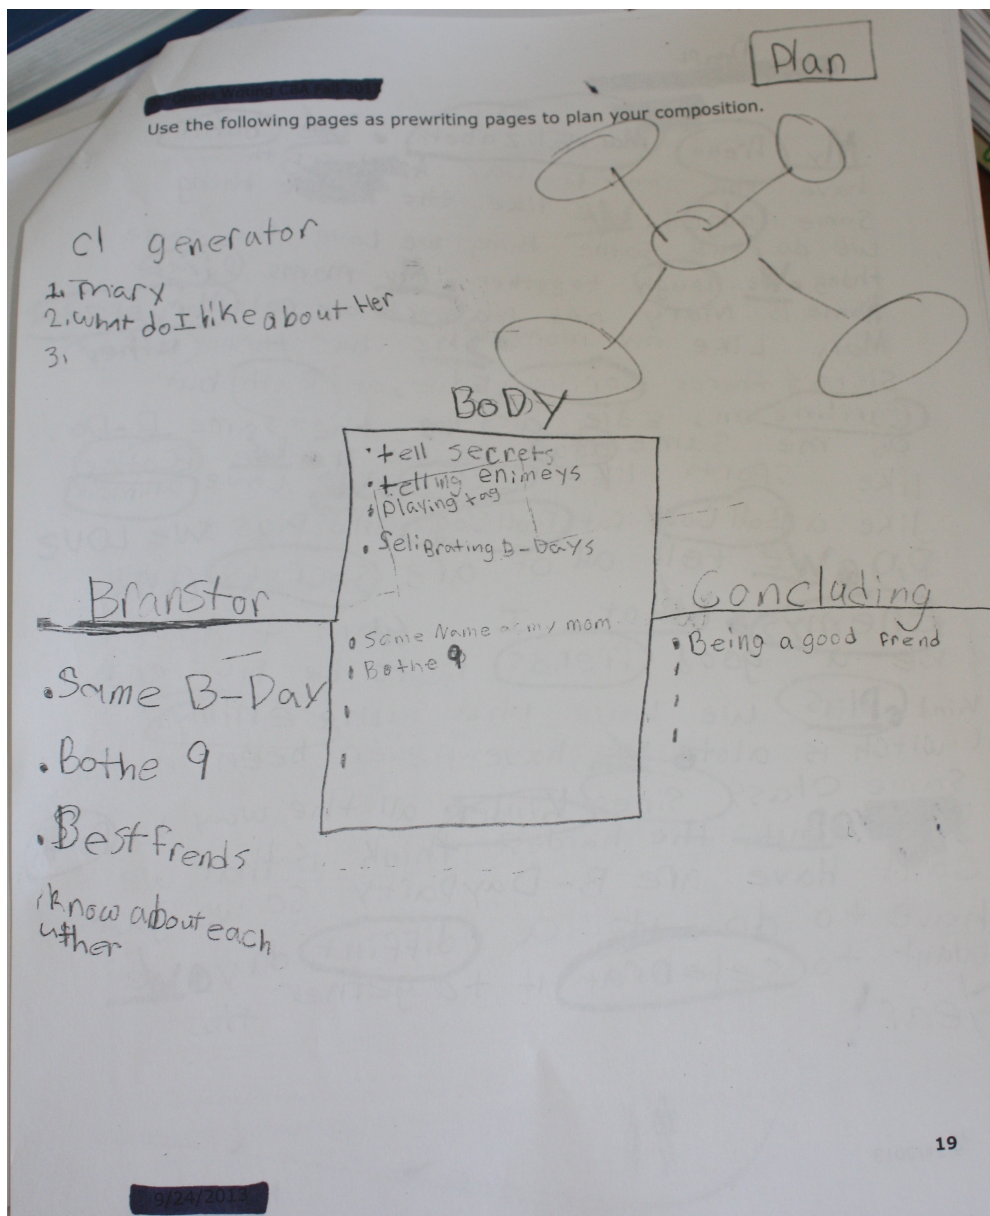 Plan
Use the following pages as prewriting pages to plan your composition.
CI generator
1. Mary
2. What do I like about Her
3.
BODY
• tell secrets
• telling enimeys
• Playing tag
• Selibrating B-Days
Branstor
Concluding
• Same Name as my mom
• Being a good frend
• Bothe 9
• Same B-Day
• Bothe 9
• Best frends
• know about each
uther
19
9/24/2013